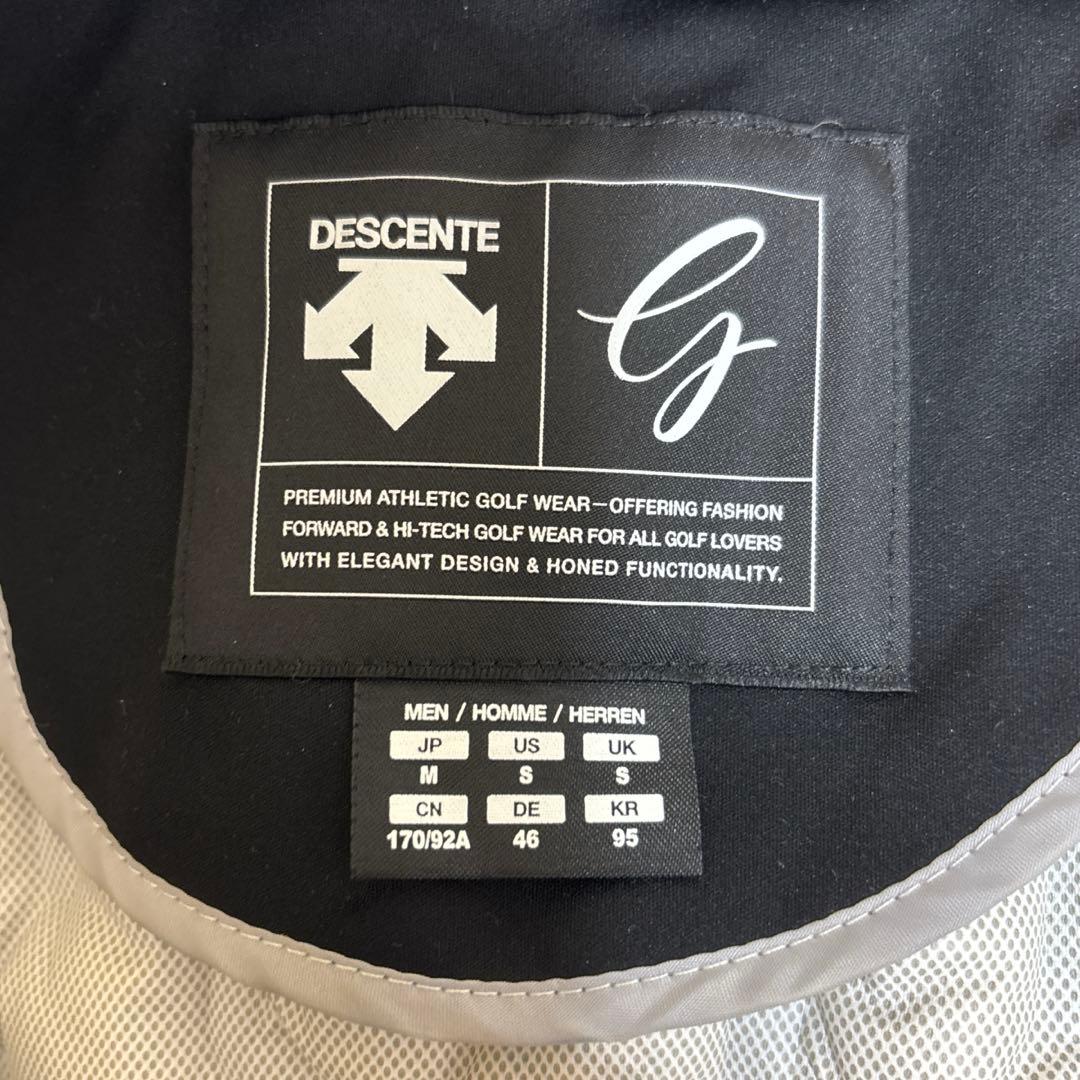 DESCENTE
G
PREMIUM ATHLETIC GOLF WEAR—OFFERING FASHION
FORWARD & HI-TECH GOLF WEAR FOR ALL GOLF LOVERS
WITH ELEGANT DESIGN & HONED FUNCTIONALITY.
MEN / HOMME / HERREN
JP US UK
M S S
CN DE KR
170/92A 46 95